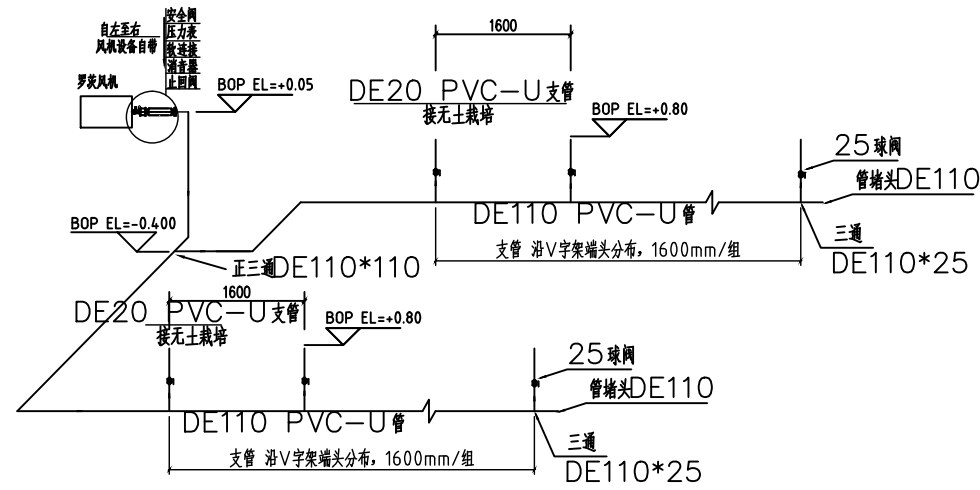 自左至右
风机设备自带
安全阀
压力表
软连接
消音器
止回阀
罗茨风机
BOP EL=+0.05
1600
DE20 PVC-U支管
接无土栽培
BOP EL=+0.80
25球阀
管堵头DE110
DE110 PVC-U管
BOP EL=-0.400
支管 沿V字架端头分布，1600mm/组
三通
DE110*25
正三通DE110*110
1600
DE20 PVC-U支管
接无土栽培
BOP EL=+0.80
25球阀
管堵头DE110
DE110 PVC-U管
支管 沿V字架端头分布，1600mm/组
三通
DE110*25